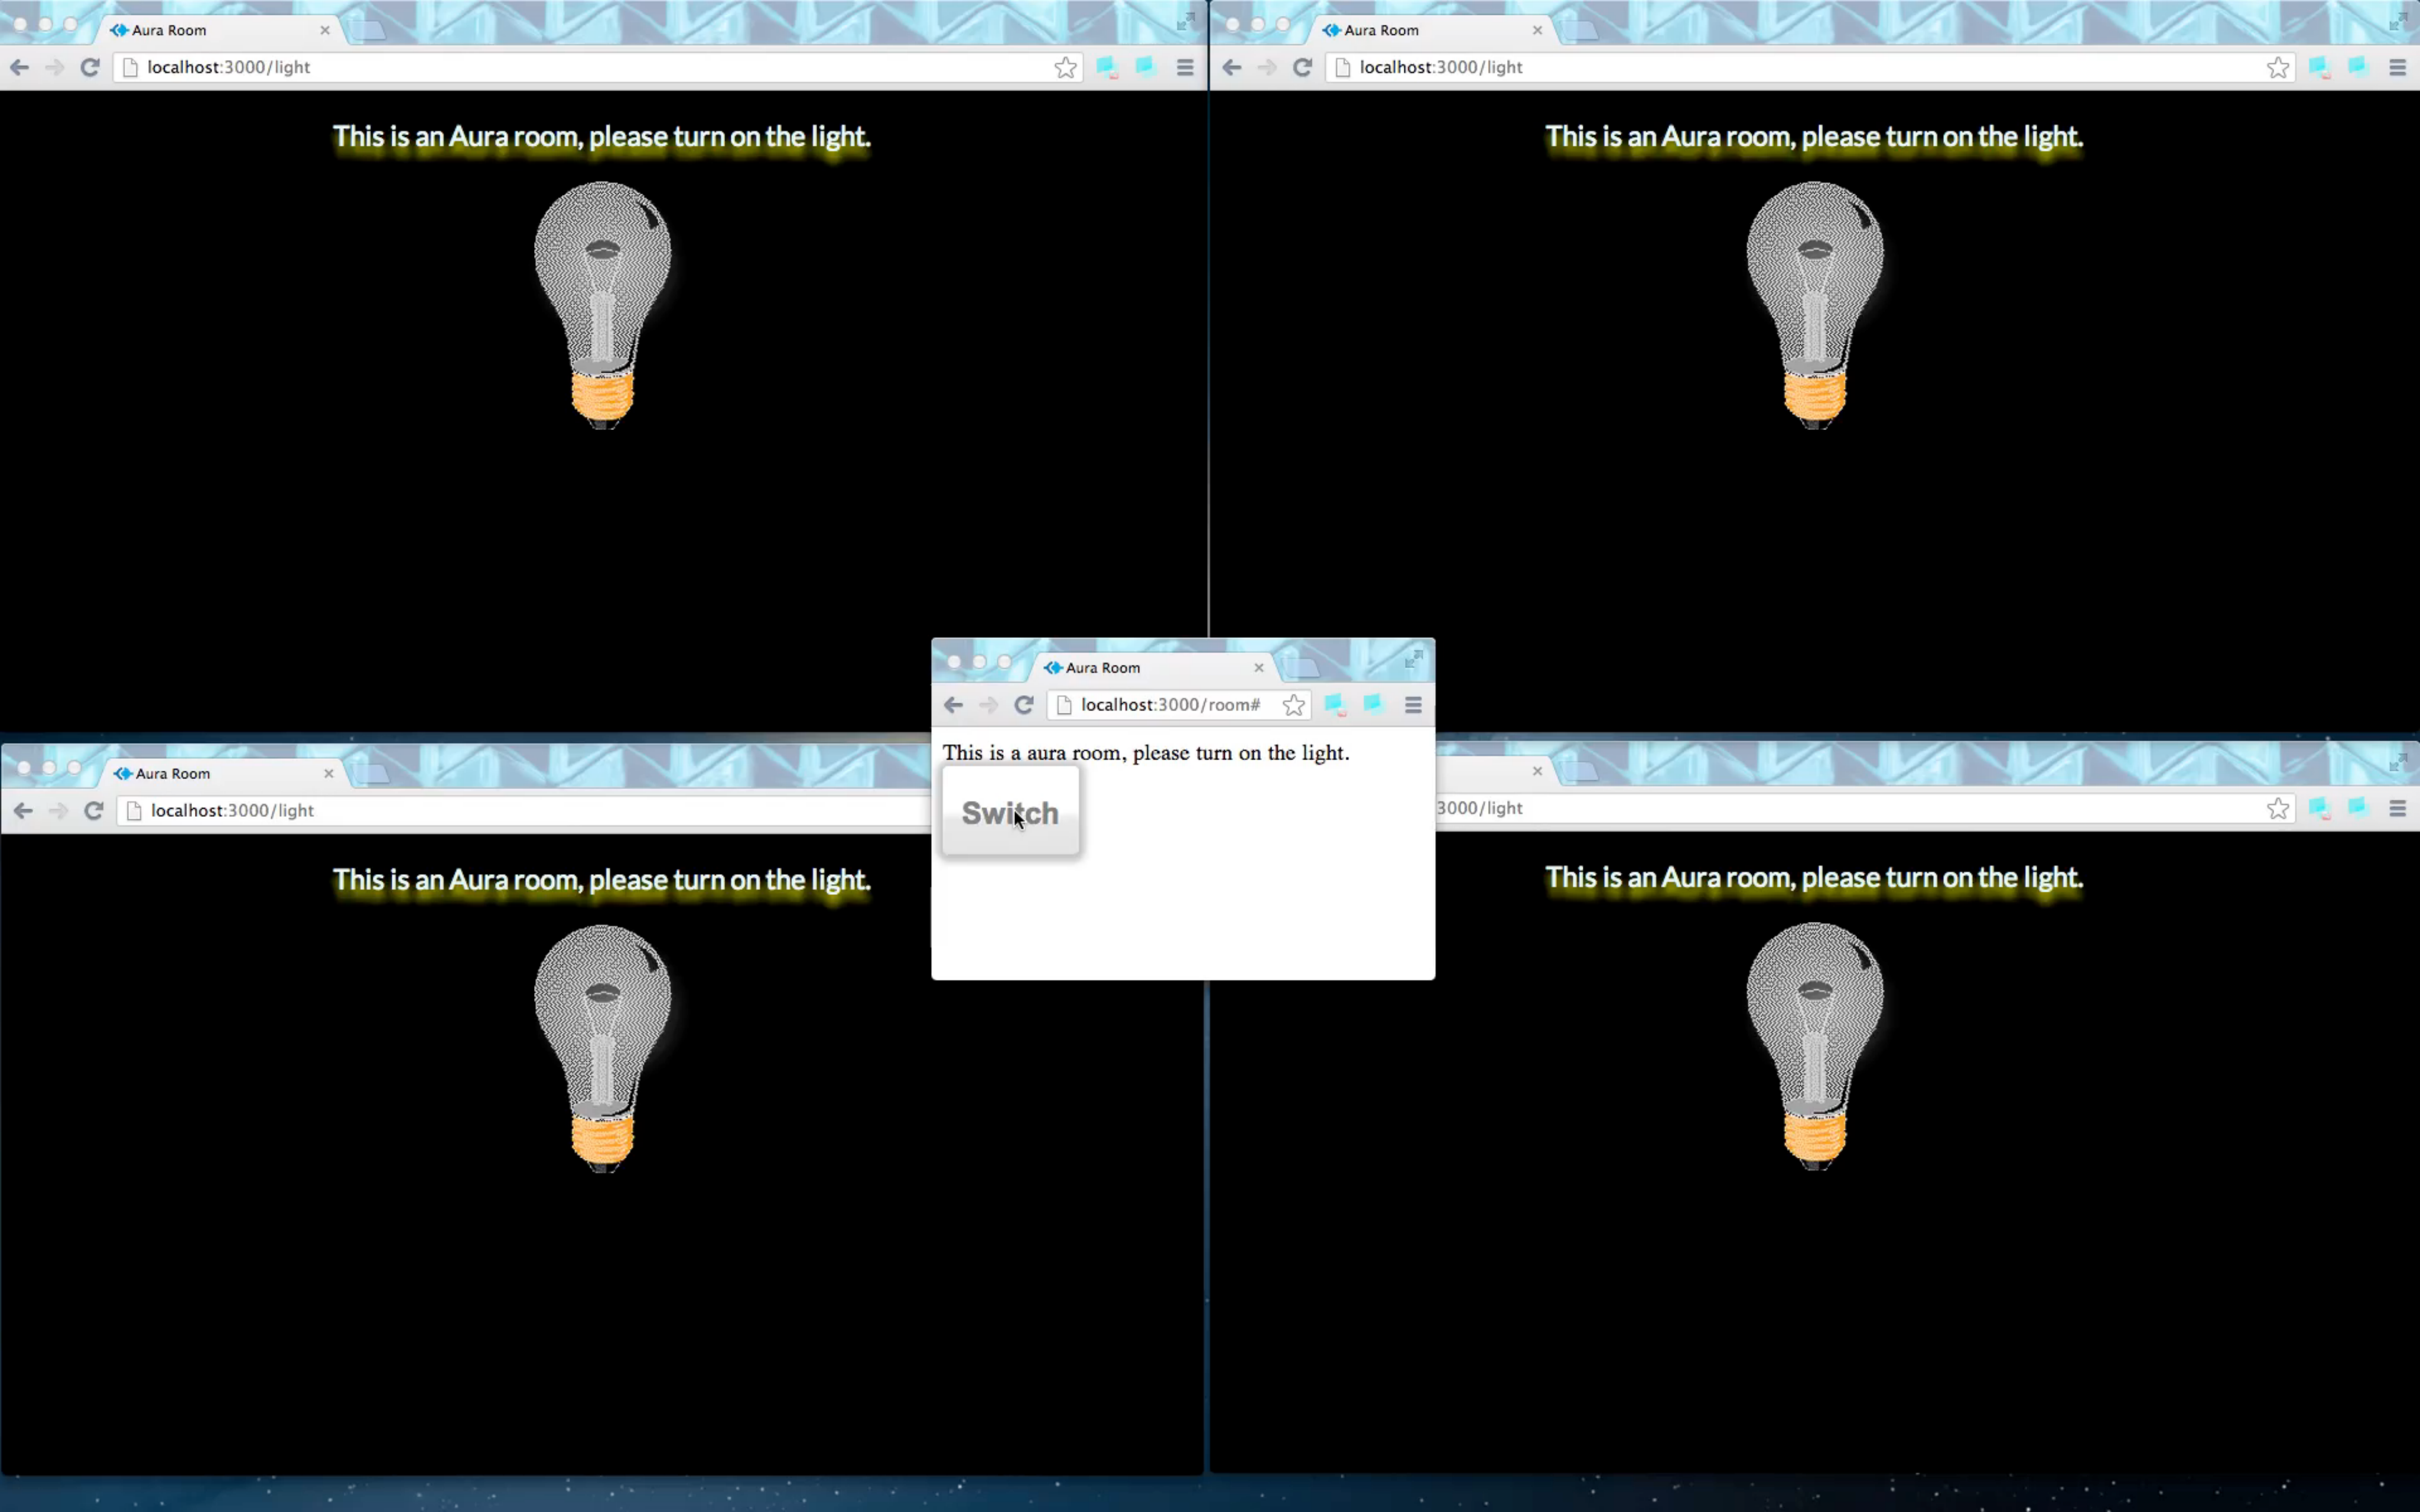 Aura Room
localhost:3000/light
This is an Aura room, please turn on the light.
Aura Room
localhost:3000/light
This is an Aura room, please turn on the light.
Aura Room
localhost:3000/room#
This is a aura room, please turn on the light.
Switch
Aura Room
localhost:3000/light
This is an Aura room, please turn on the light.
3000/light
This is an Aura room, please turn on the light.